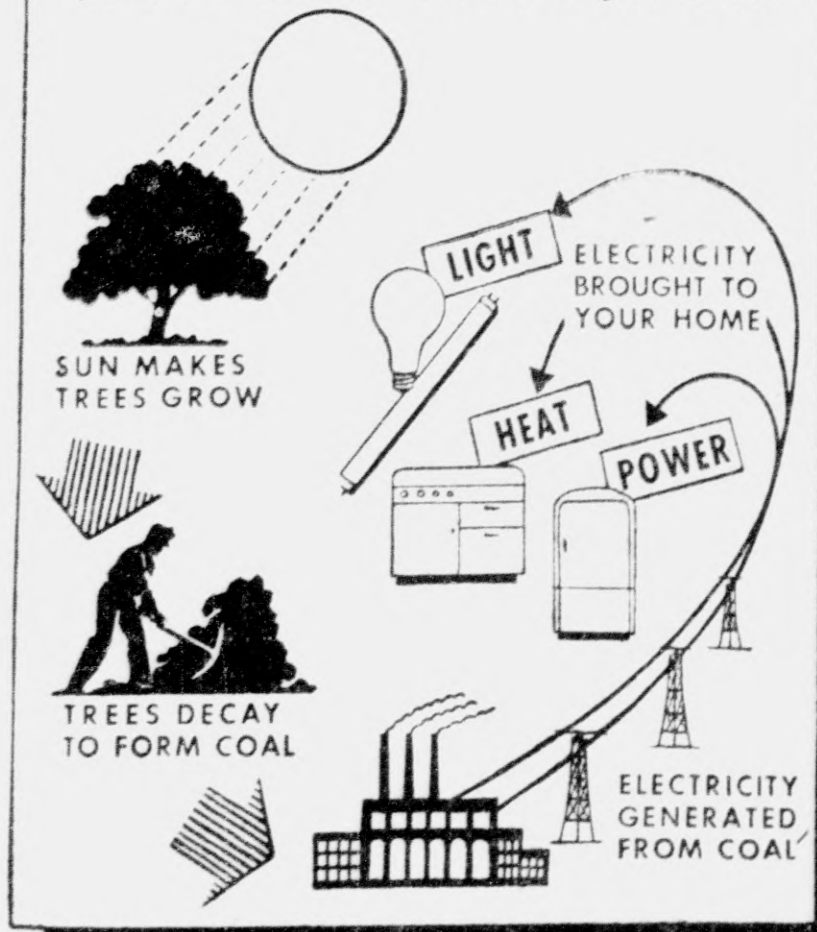 SUN MAKES
TREES GROW
TREES DECAY
TO FORM COAL
ELECTRICITY
GENERATED
FROM COAL
ELECTRICITY
BROUGHT TO
YOUR HOME
LIGHT
HEAT
POWER